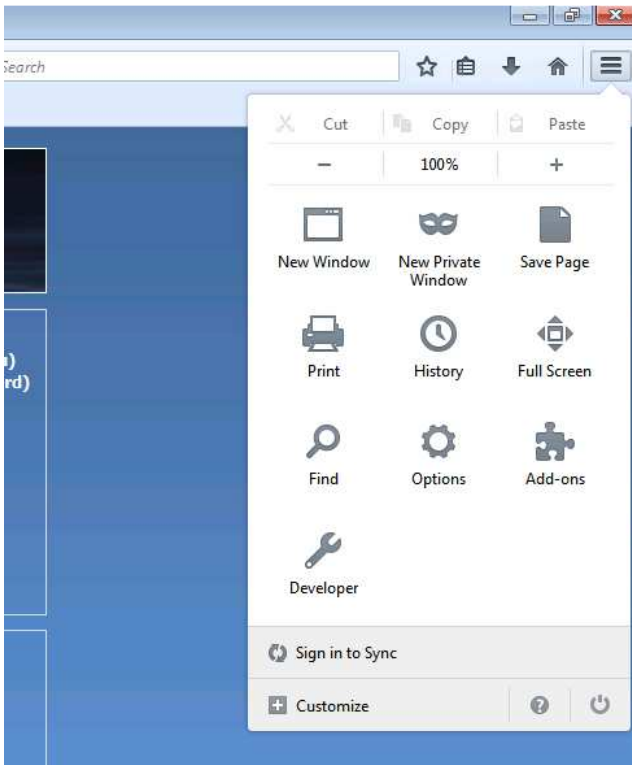 Search
Cut Copy Paste
− 100% +
New Window New Private Window Save Page
Print History Full Screen
Find Options Add-ons
Developer
Sign in to Sync
Customize
)
rd)